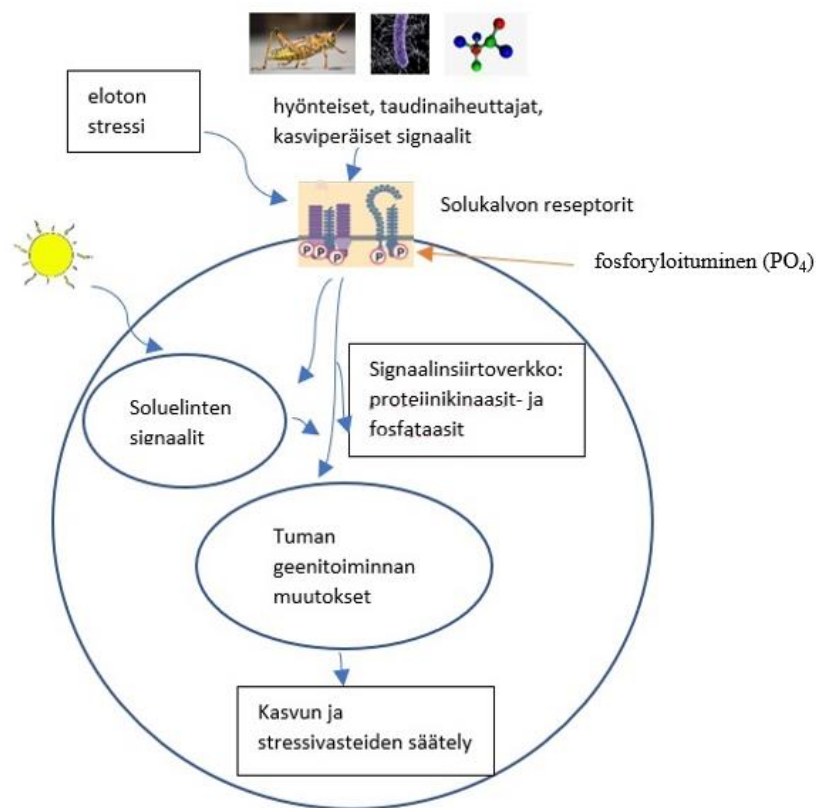 eloton
stressi
hyönteiset, taudinaiheuttajat,
kasviperäiset signaalit
Solukalvon reseptorit
P P P P P
fosforyloituminen (PO₄)
Signaalinsiirtoverkko:
proteiinikinaasit- ja
fosfataasit
Soluelinten
signaalit
Tuman
geenitoiminnan
muutokset
Kasvun ja
stressivasteiden säätely